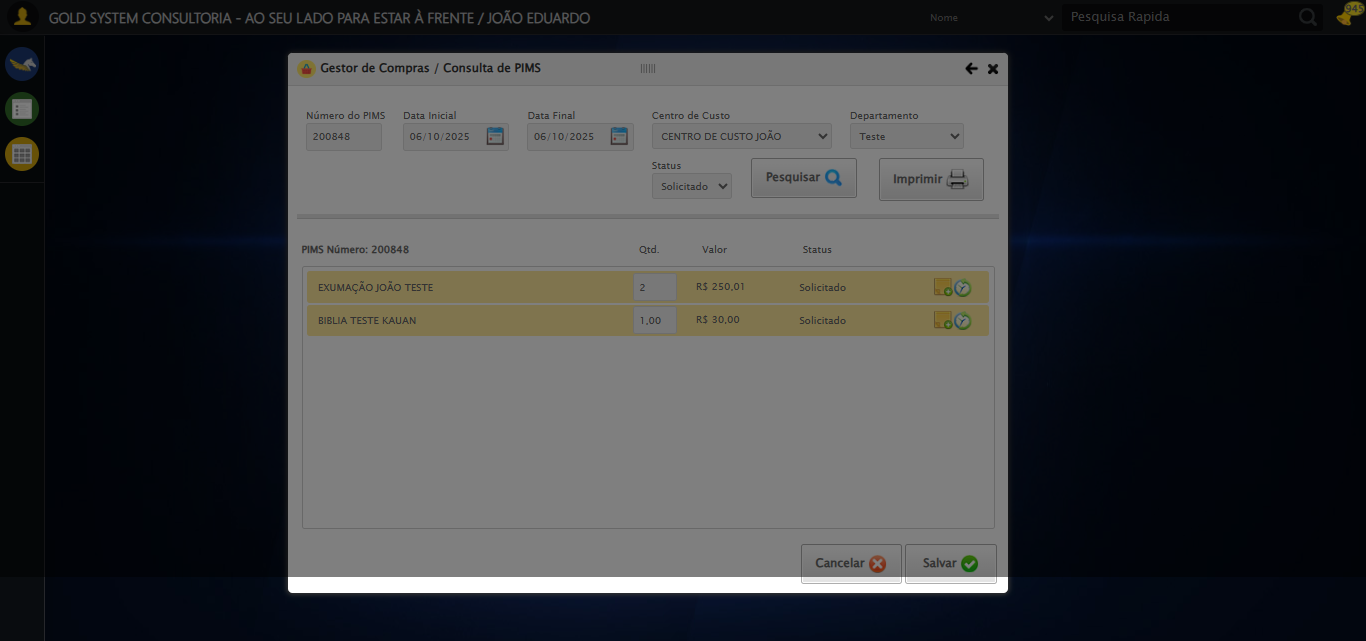 GOLD SYSTEM CONSULTORIA - AO SEU LADO PARA ESTAR À FRENTE / JOÃO EDUARDO
Nome
Pesquisa Rapida
945
Gestor de Compras / Consulta de PIMS
Número do PIMS Data Inicial Data Final Centro de Custo Departamento
200848 06/10/2025 06/10/2025 CENTRO DE CUSTO JOÃO Teste
Status
Solicitado Pesquisar Imprimir
PIMS Número: 200848 Qtd. Valor Status
EXUMAÇÃO JOÃO TESTE 2 R$ 250,01 Solicitado
BIBLIA TESTE KAUAN 1,00 R$ 30,00 Solicitado
Cancelar Salvar